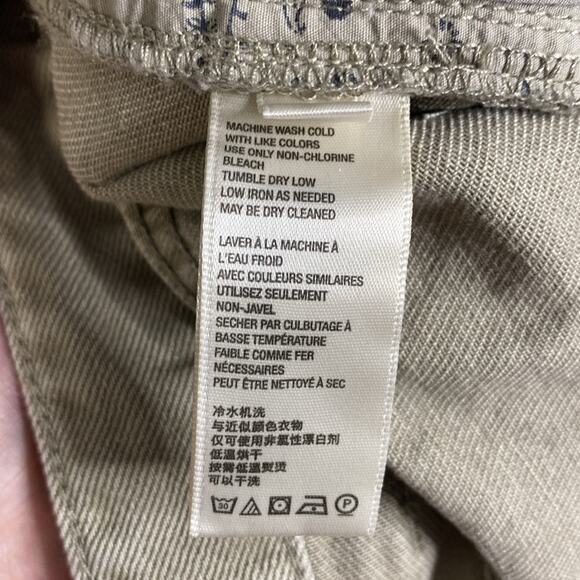 MACHINE WASH COLD
WITH LIKE COLORS
USE ONLY NON-CHLORINE
BLEACH
TUMBLE DRY LOW
LOW IRON AS NEEDED
MAY BE DRY CLEANED
LAVER À LA MACHINE À
L'EAU FROID
AVEC COULEURS SIMILAIRES
UTILISEZ SEULEMENT
NON-JAVEL
SECHER PAR CULBUTAGE À
BASSE TEMPÉRATURE
FAIBLE COMME FER
NÉCESSAIRES
PEUT ÊTRE NETTOYÉ À SEC
冷水机洗
与近似颜色衣物
仅可使用非氯性漂白剂
低温烘干
按需低温熨烫
可以干洗
30 P